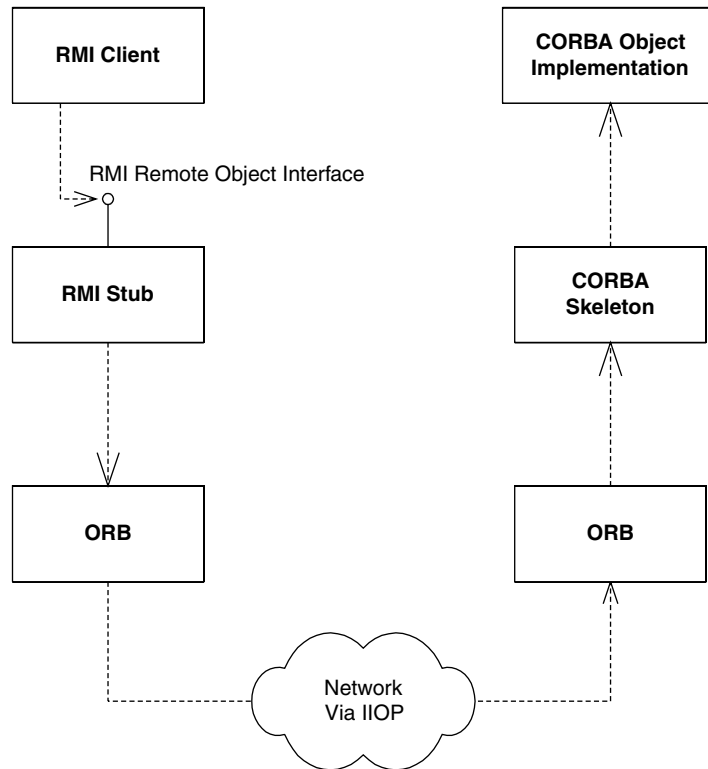 RMI Client
CORBA Object
Implementation
RMI Remote Object Interface
RMI Stub
CORBA
Skeleton
ORB
ORB
Network
Via IIOP